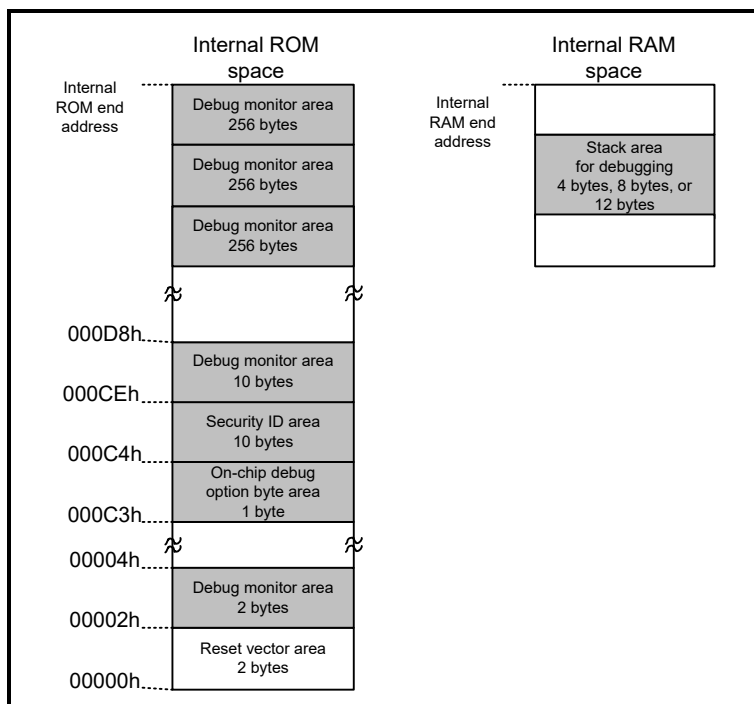 Internal ROM
space
Internal
ROM end
address
Debug monitor area
256 bytes
Debug monitor area
256 bytes
Debug monitor area
256 bytes
000D8h
Debug monitor area
10 bytes
000CEh
Security ID area
10 bytes
000C4h
On-chip debug
option byte area
1 byte
000C3h
00004h
Debug monitor area
2 bytes
00002h
Reset vector area
2 bytes
00000h
Internal RAM
space
Internal
RAM end
address
Stack area
for debugging
4 bytes, 8 bytes, or
12 bytes